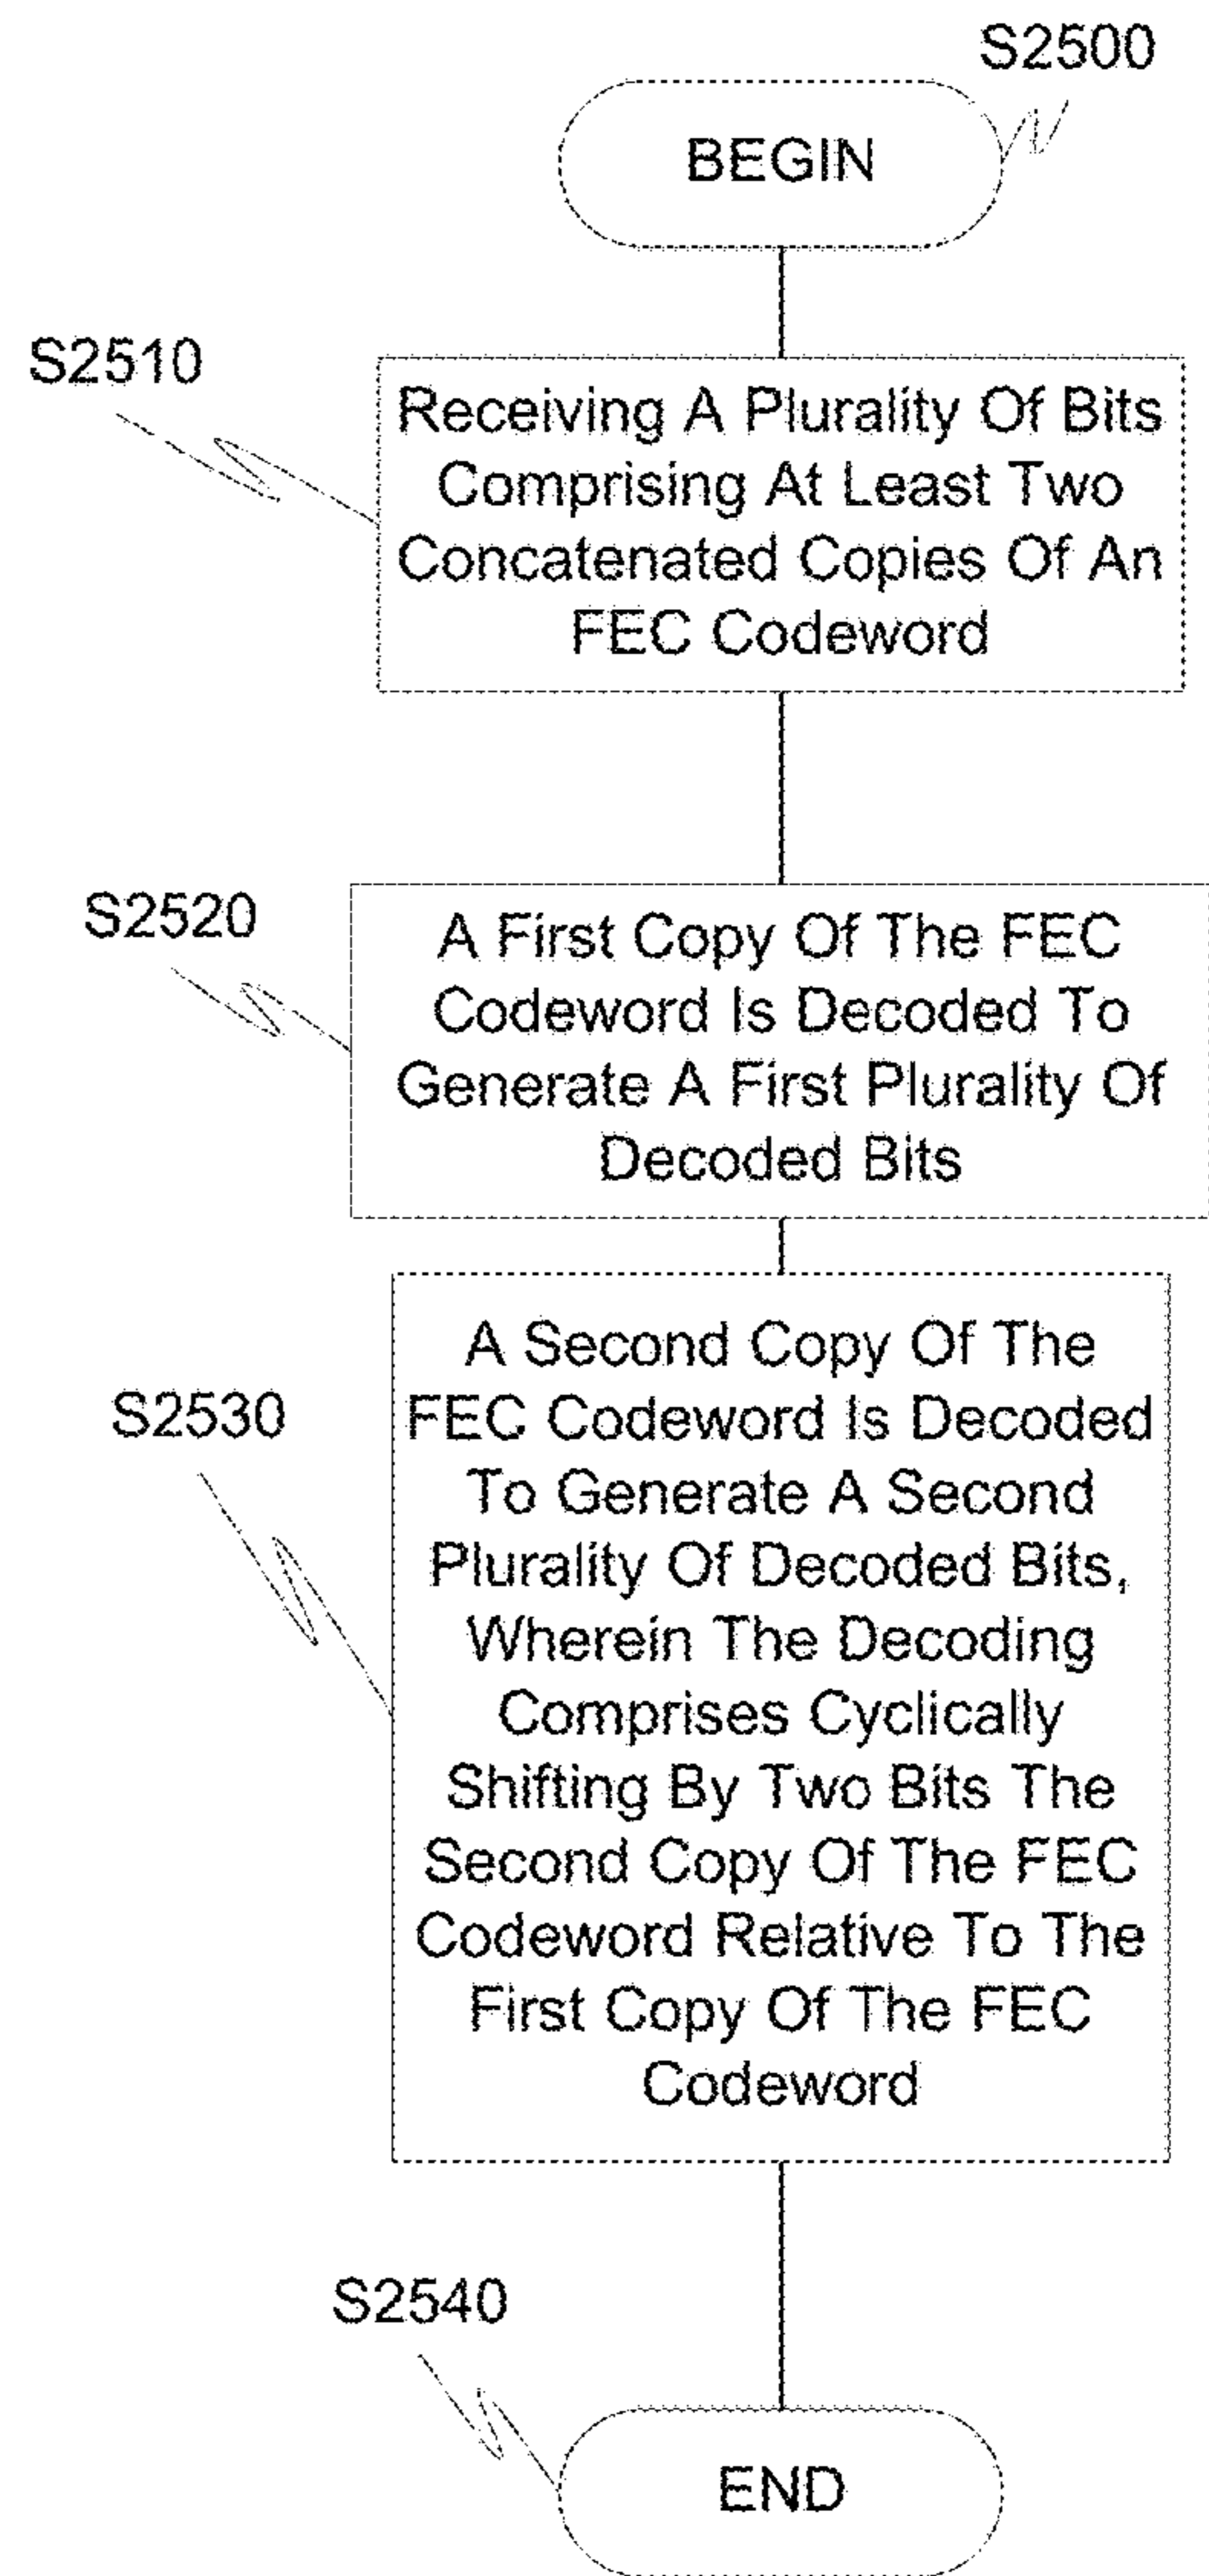 S2500
BEGIN
S2510
Receiving A Plurality Of Bits
Comprising At Least Two
Concatenated Copies Of An
FEC Codeword
S2520
A First Copy Of The FEC
Codeword Is Decoded To
Generate A First Plurality Of
Decoded Bits
S2530
A Second Copy Of The
FEC Codeword Is Decoded
To Generate A Second
Plurality Of Decoded Bits,
Wherein The Decoding
Comprises Cyclically
Shifting By Two Bits The
Second Copy Of The FEC
Codeword Relative To The
First Copy Of The FEC
Codeword
S2540
END